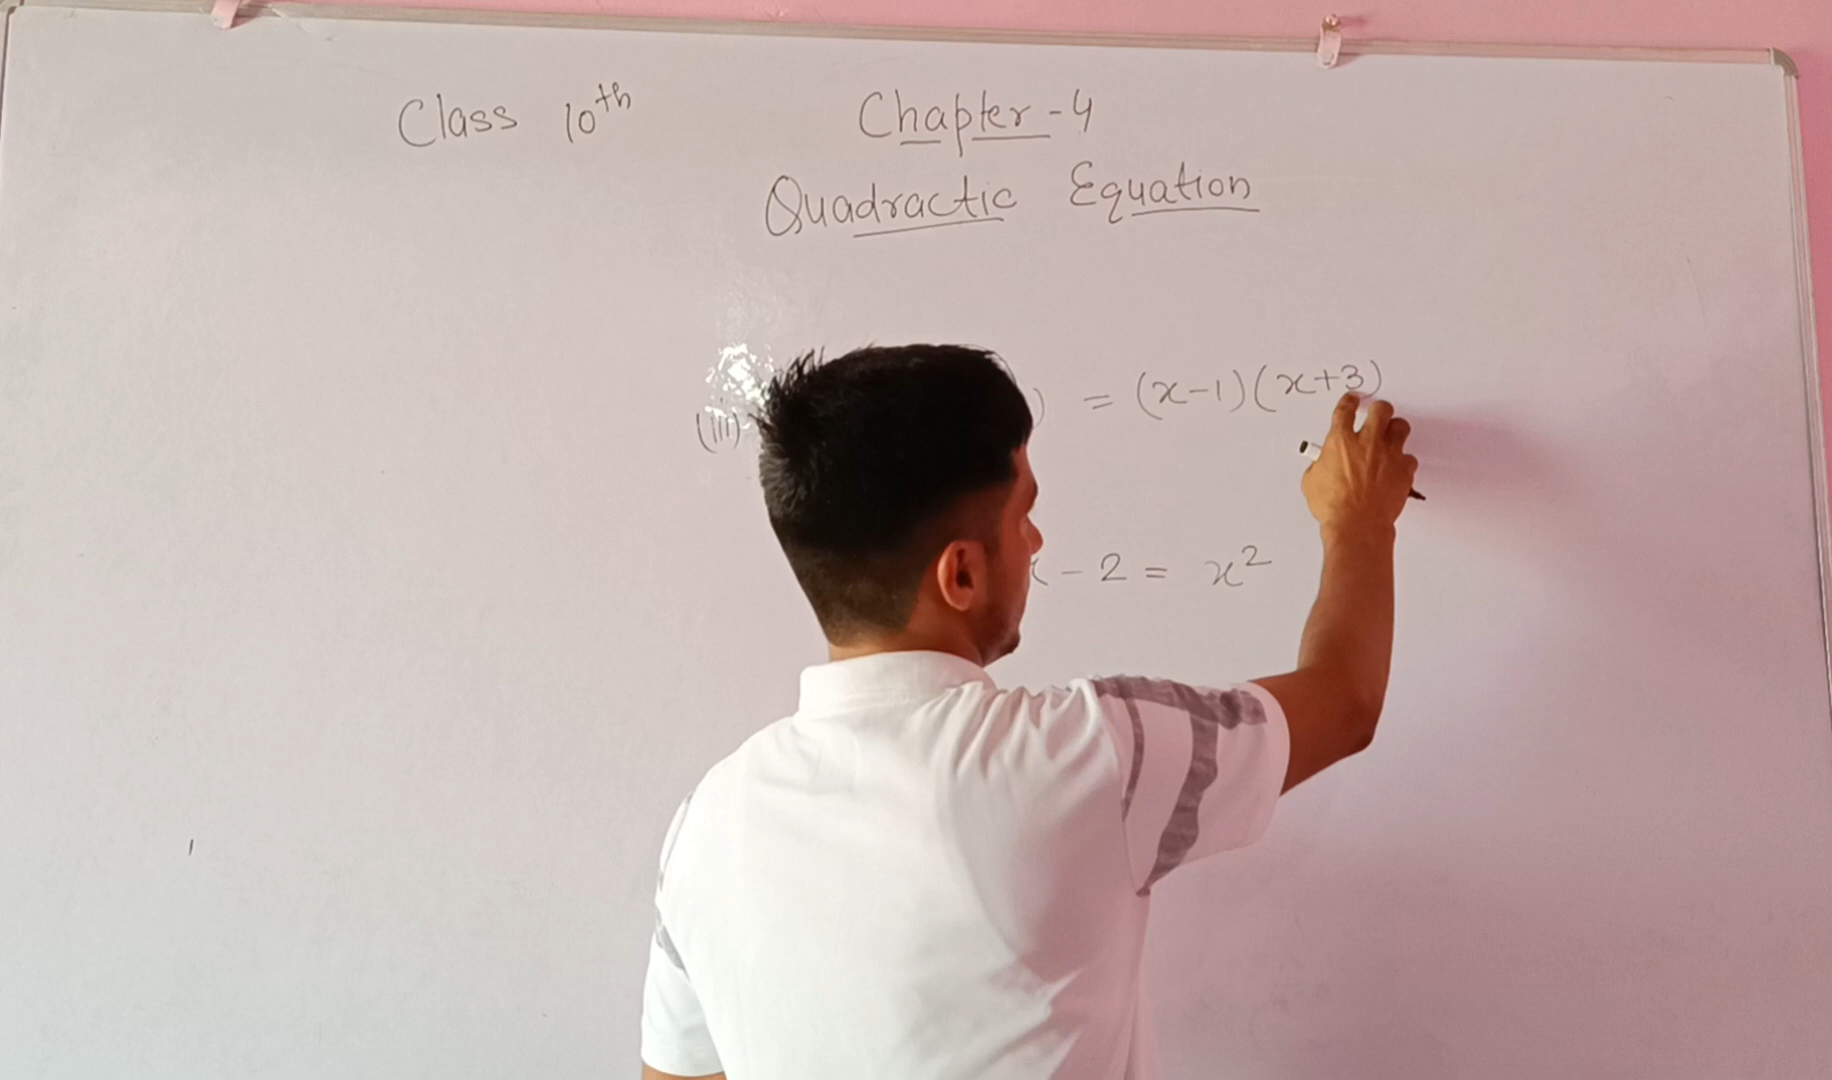 Class 10th
Chapter-4
Quadractic Equation
(iii) ) = (x-1)(x+3)
x - 2 = x²